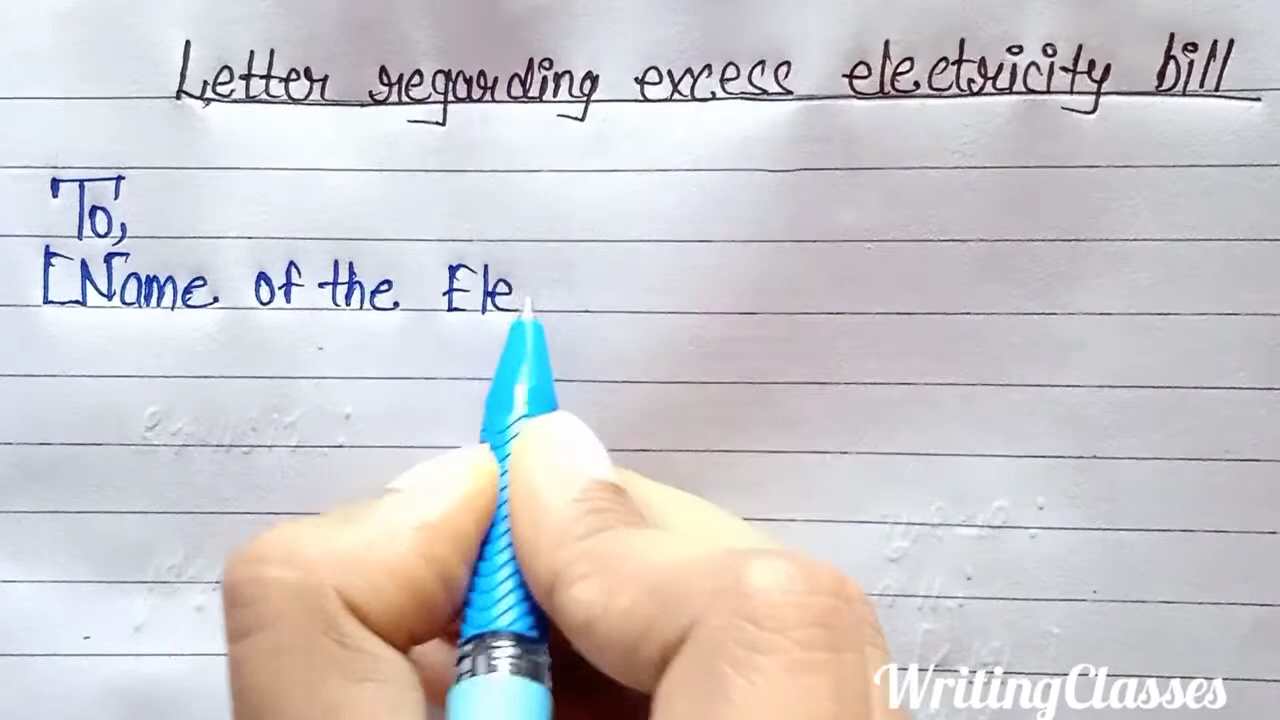 Letter regarding excess electricity bill
To,
[Name of the Ele
WritingClasses